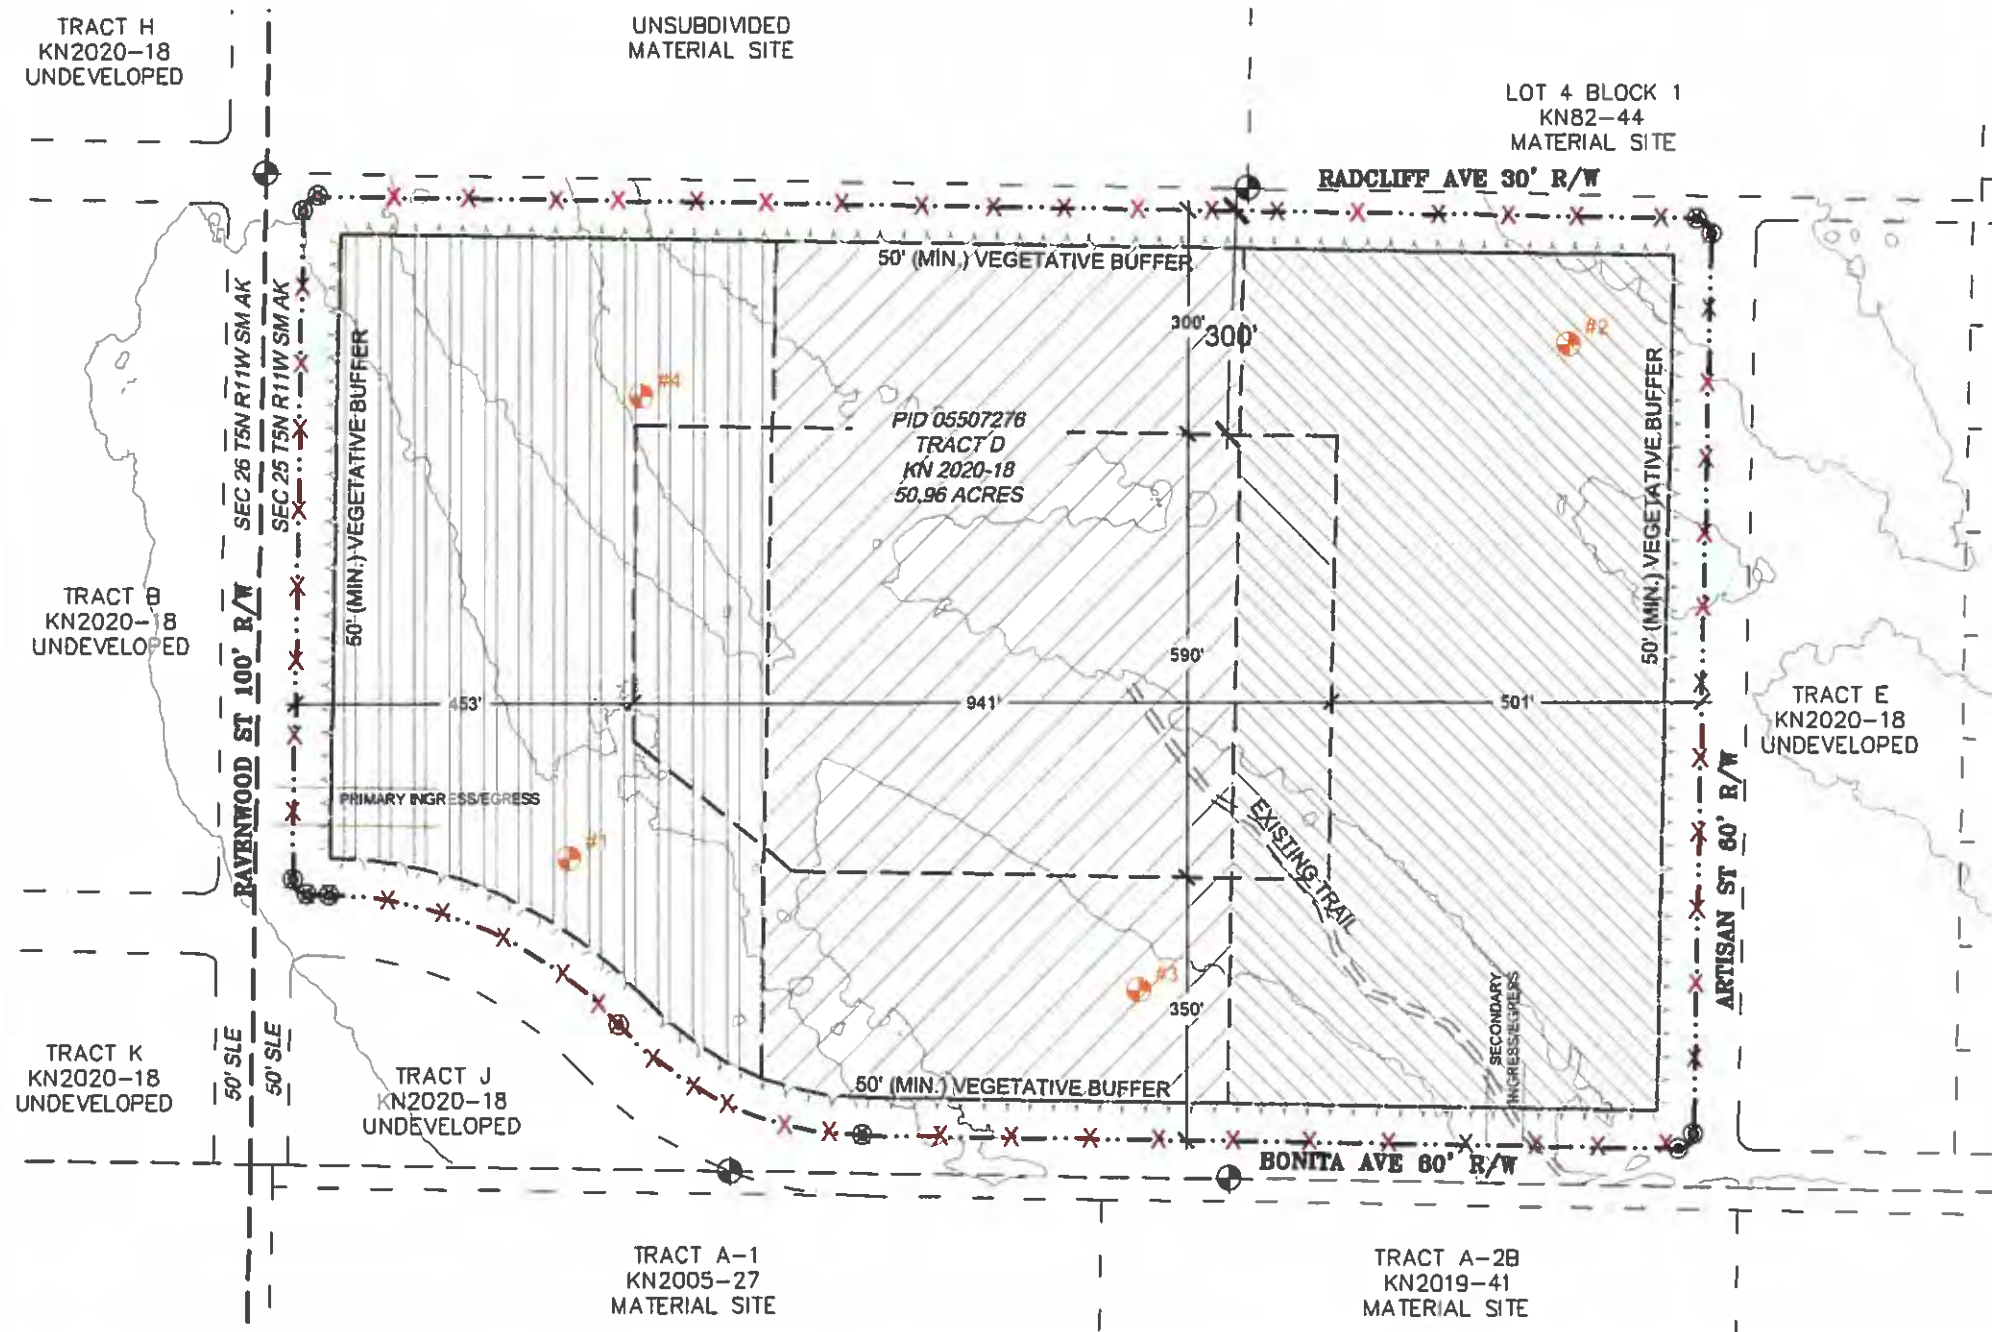 TRACT H
KN2020-18
UNDEVELOPED
UNSUBDIVIDED
MATERIAL SITE
LOT 4 BLOCK 1
KN82-44
MATERIAL SITE
RADCLIFF AVE 30' R/W
50' (MIN.) VEGETATIVE BUFFER
SEC 26 T5N R11W SM AK
SEC 25 T5N R11W SM AK
50' (MIN.) VEGETATIVE BUFFER
300'
300'
#2
#4
50' (MIN.) VEGETATIVE BUFFER
PID 05507276
TRACT D
KN 2020-18
50.96 ACRES
TRACT B
KN2020-18
UNDEVELOPED
RAVENWOOD ST 100' R/W
590'
453'
941'
501'
TRACT E
KN2020-18
UNDEVELOPED
PRIMARY INGRESS/EGRESS
#1
EXISTING TRAIL
ARTISAN ST 60' R/W
#3
350'
SECONDARY
INGRESS/EGRESS
50' SLE
50' SLE
TRACT K
KN2020-18
UNDEVELOPED
TRACT J
KN2020-18
UNDEVELOPED
50' (MIN.) VEGETATIVE BUFFER
BONITA AVE 60' R/W
TRACT A-1
KN2005-27
MATERIAL SITE
TRACT A-2B
KN2019-41
MATERIAL SITE